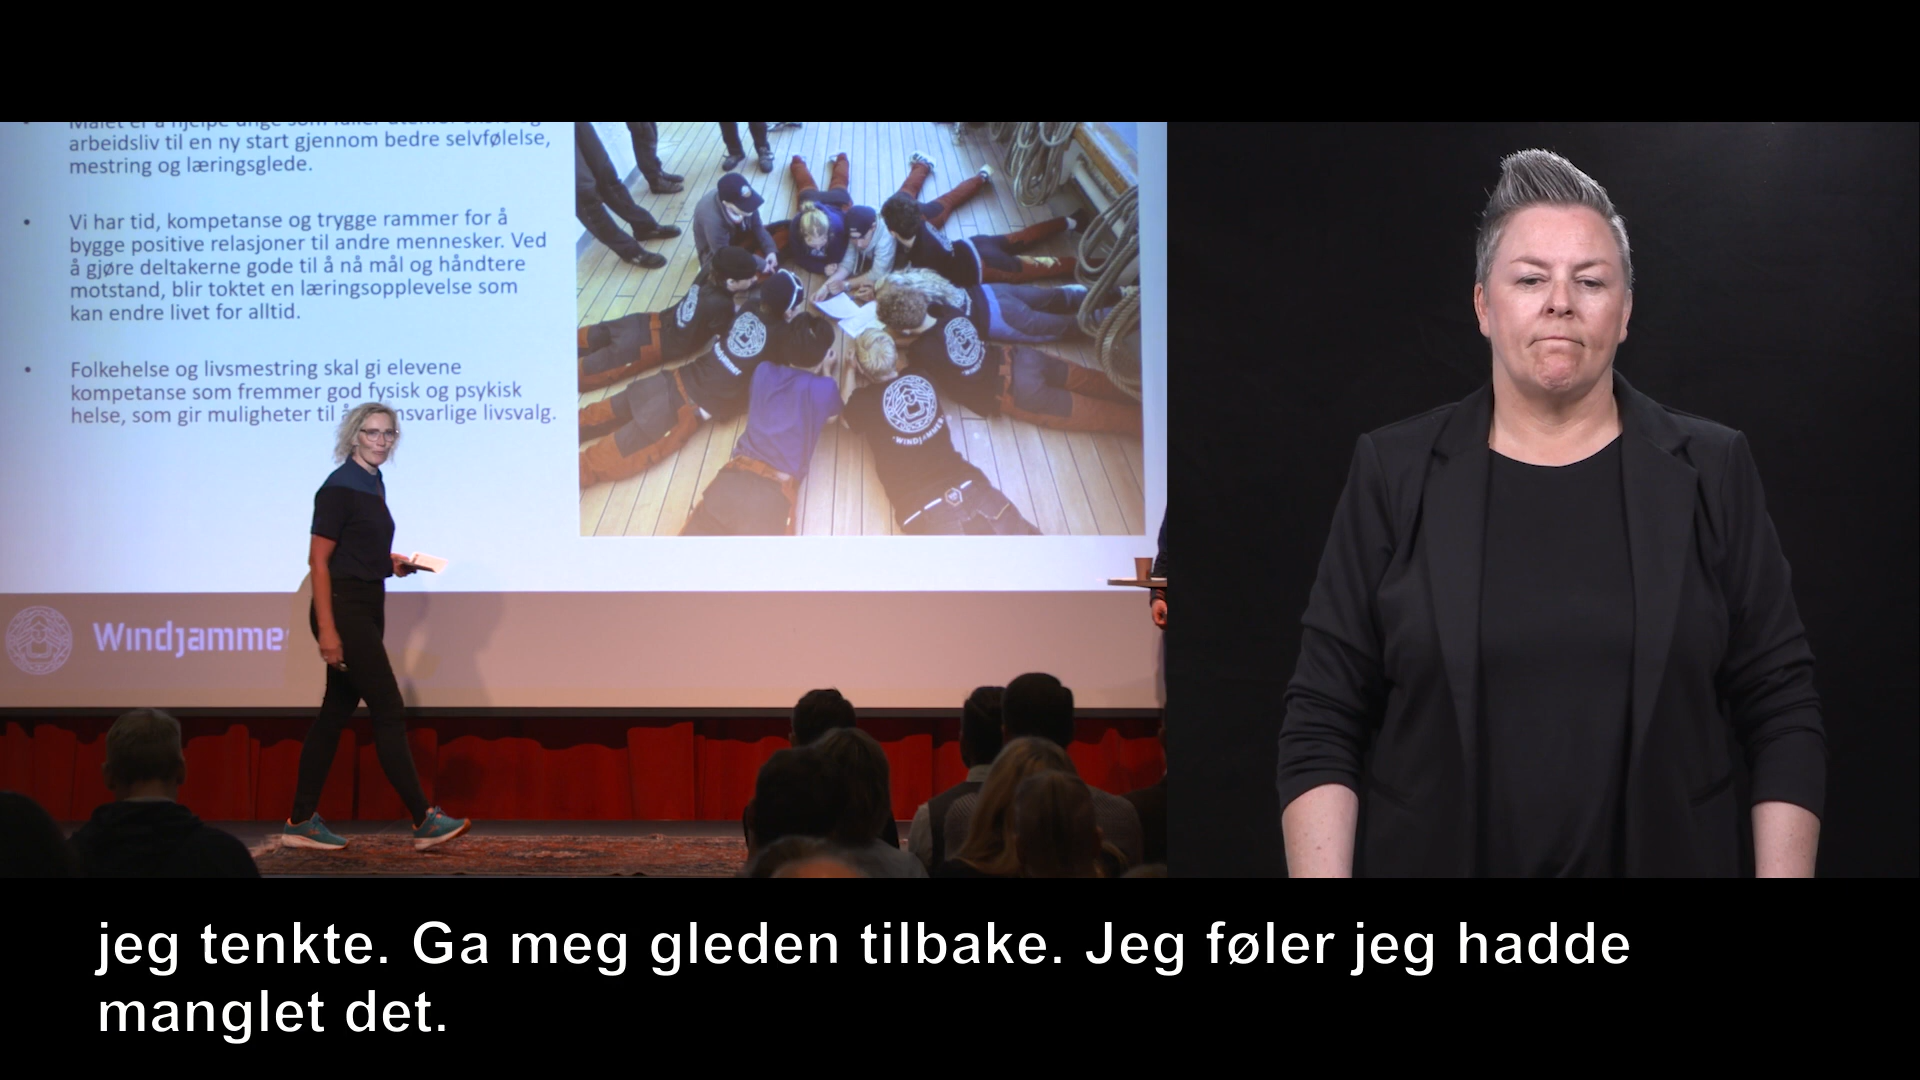 arbeidsliv til en ny start gjennom bedre selvfølelse,
mestring og læringsglede.
• Vi har tid, kompetanse og trygge rammer for å
bygge positive relasjoner til andre mennesker. Ved
å gjøre deltakerne gode til å nå mål og håndtere
motstand, blir toktet en læringsopplevelse som
kan endre livet for alltid.
• Folkehelse og livsmestring skal gi elevene
kompetanse som fremmer god fysisk og psykisk
helse, som gir muligheter til å nsvarlige livsvalg.
WINDJAMMER
Windjammer
jeg tenkte. Ga meg gleden tilbake. Jeg føler jeg hadde
manglet det.